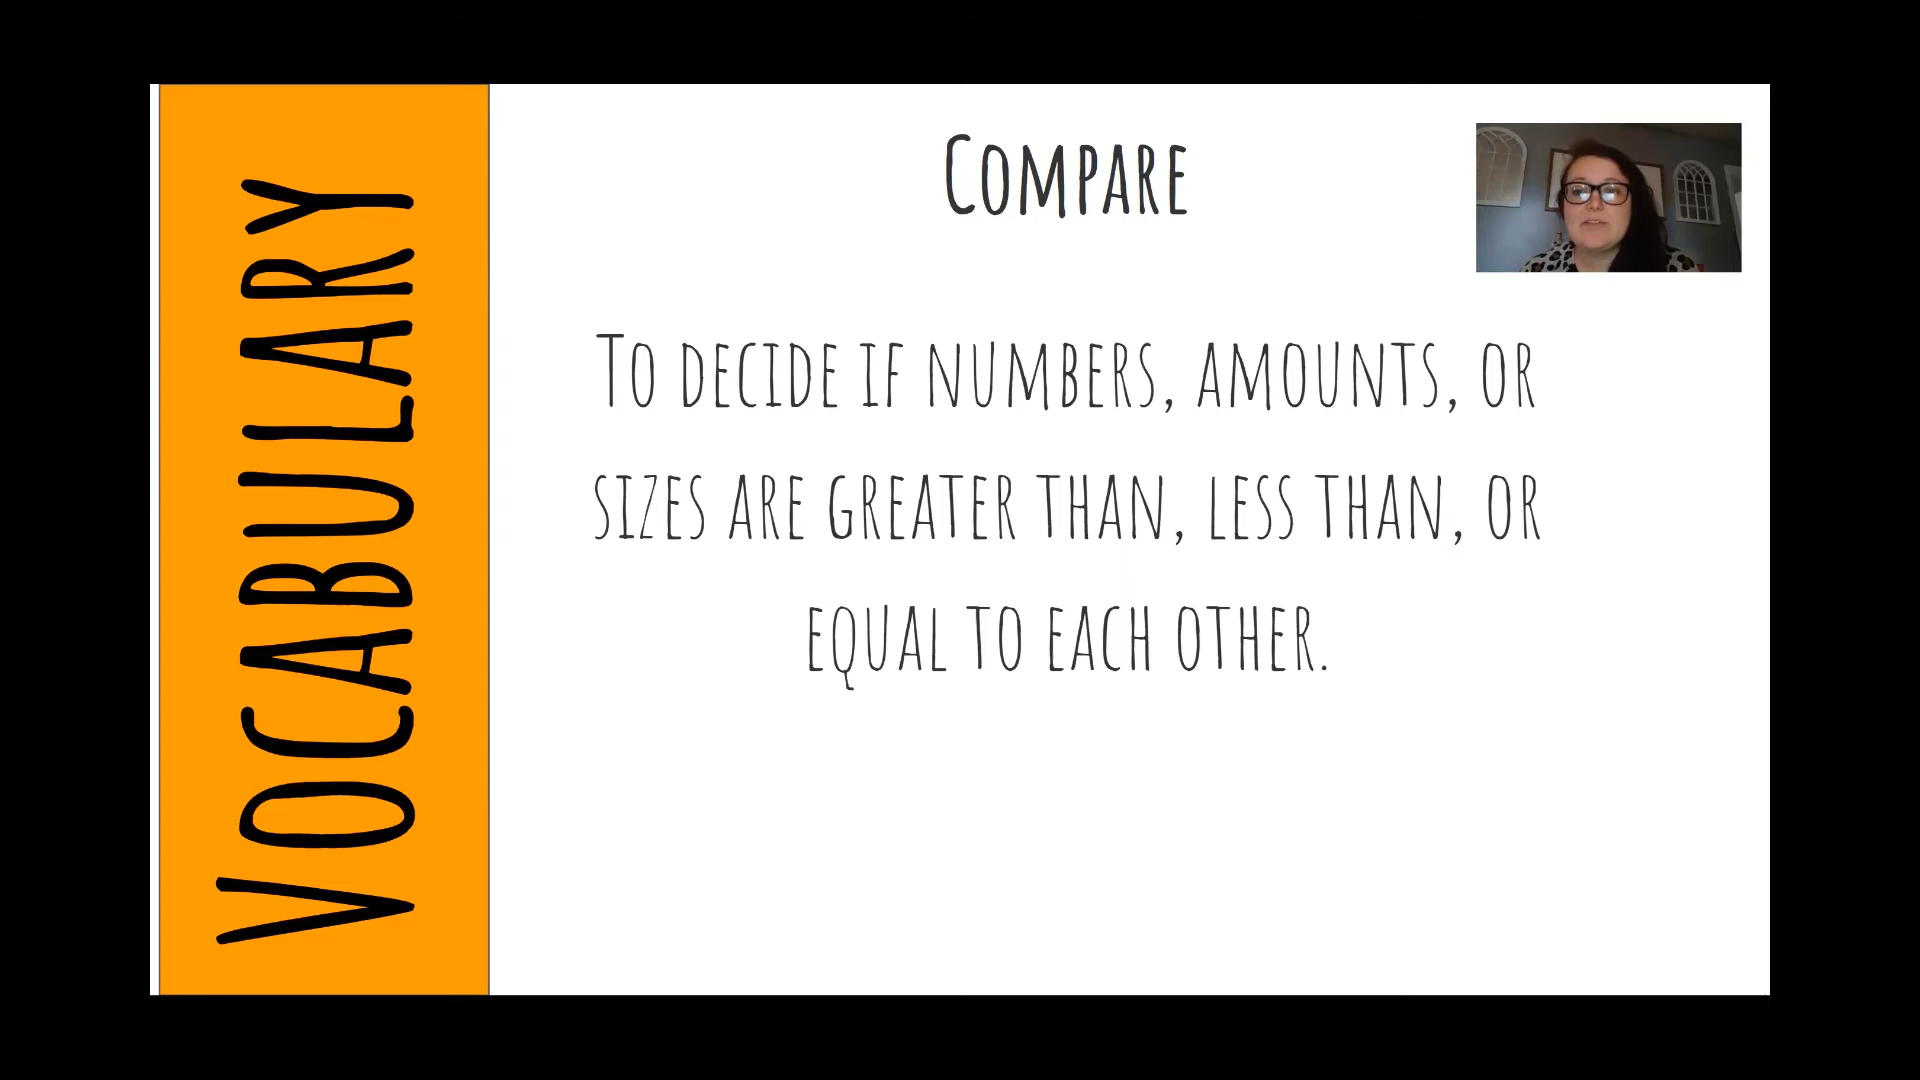 VOCABULARY
COMPARE
TO DECIDE IF NUMBERS, AMOUNTS, OR
SIZES ARE GREATER THAN, LESS THAN, OR
EQUAL TO EACH OTHER.